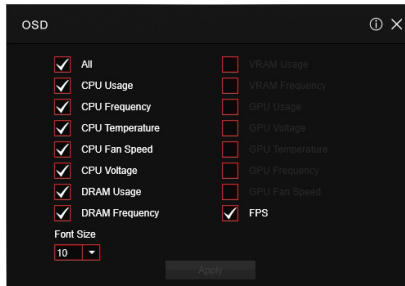 OSD
All
CPU Usage
CPU Frequency
CPU Temperature
CPU Fan Speed
CPU Voltage
DRAM Usage
DRAM Frequency
VRAM Usage
VRAM Frequency
GPU Usage
GPU Voltage
GPU Temperature
GPU Frequency
GPU Fan Speed
FPS
Font Size
10
Apply